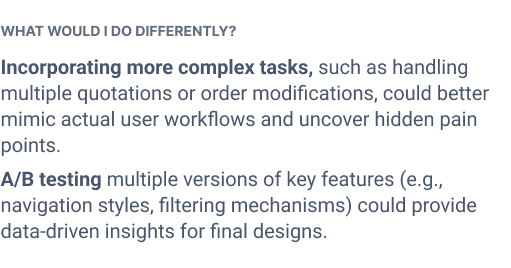 WHAT WOULD I DO DIFFERENTLY?
Incorporating more complex tasks, such as handling
multiple quotations or order modifications, could better
mimic actual user workflows and uncover hidden pain
points.
A/B testing multiple versions of key features (e.g.,
navigation styles, filtering mechanisms) could provide
data-driven insights for final designs.